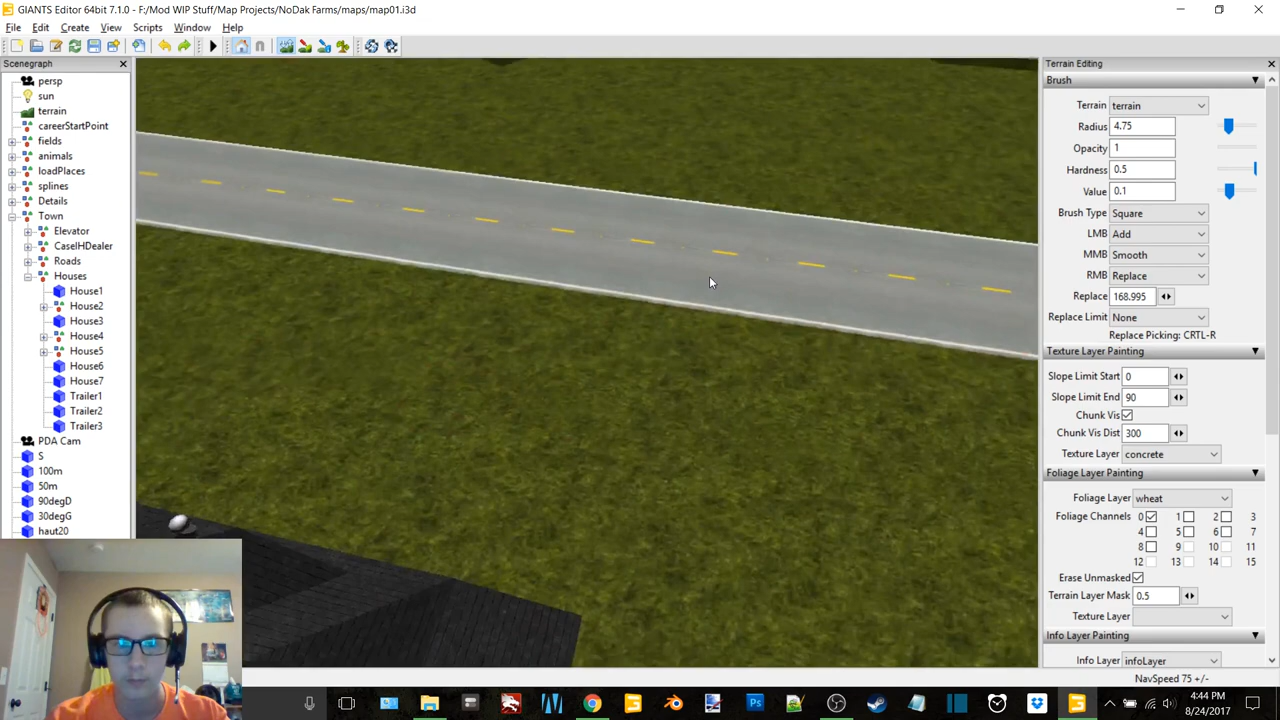 GIANTS Editor 64bit 7.1.0 - F:/Mod WIP Stuff/Map Projects/NoDak Farms/maps/map01.i3d
File Edit Create View Scripts Window Help
Scenegraph
persp
sun
terrain
careerStartPoint
fields
animals
loadPlaces
splines
Details
Town
Elevator
CaseIHDealer
Roads
Houses
House1
House2
House3
House4
House5
House6
House7
Trailer1
Trailer2
Trailer3
PDA Cam
S
100m
50m
90degD
30degG
haut20
Terrain Editing
Brush
Terrain terrain
Radius 4.75
Opacity 1
Hardness 0.5
Value 0.1
Brush Type Square
LMB Add
MMB Smooth
RMB Replace
Replace 168.995
Replace Limit None
Replace Picking: CRTL-R
Texture Layer Painting
Slope Limit Start 0
Slope Limit End 90
Chunk Vis
Chunk Vis Dist 300
Texture Layer concrete
Foliage Layer Painting
Foliage Layer wheat
Foliage Channels 0 1 2 3
4 5 6 7
8 9 10 11
12 13 14 15
Erase Unmasked
Terrain Layer Mask 0.5
Texture Layer
Info Layer Painting
Info Layer infoLayer
NavSpeed 75 +/-
4:44 PM
8/24/2017